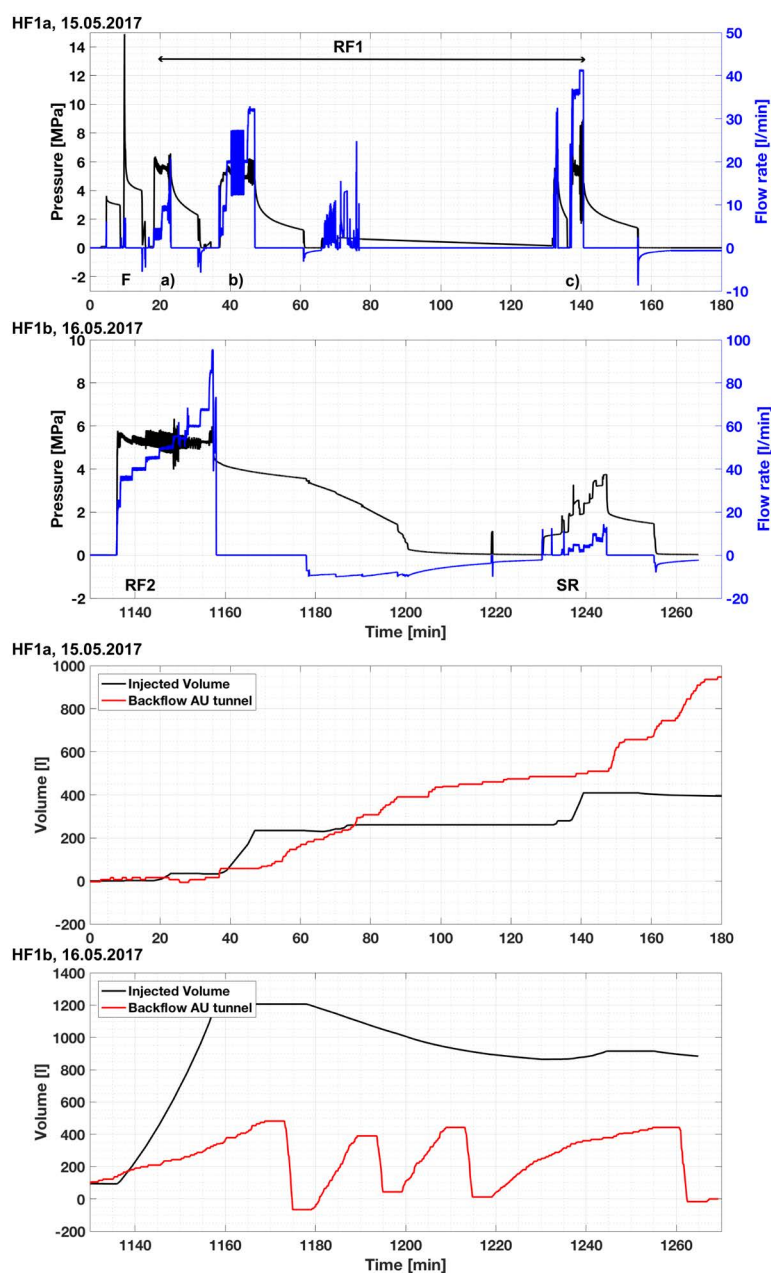 HF1a, 15.05.2017
RF1
14
12
10
8
6
4
2
0
-2
Pressure [MPa]
50
40
30
20
10
0
-10
Flow rate [l/min]
F a) b) c)
0 20 40 60 80 100 120 140 160 180
HF1b, 16.05.2017
10
8
6
4
2
0
-2
Pressure [MPa]
100
80
60
40
20
0
-20
Flow rate [l/min]
RF2 SR
1140 1160 1180 1200 1220 1240 1260
Time [min]
HF1a, 15.05.2017
Injected Volume
Backflow AU tunnel
1000
800
600
400
200
0
-200
Volume [l]
0 20 40 60 80 100 120 140 160 180
HF1b, 16.05.2017
Injected Volume
Backflow AU tunnel
1400
1200
1000
800
600
400
200
0
-200
Volume [l]
1140 1160 1180 1200 1220 1240 1260
Time [min]